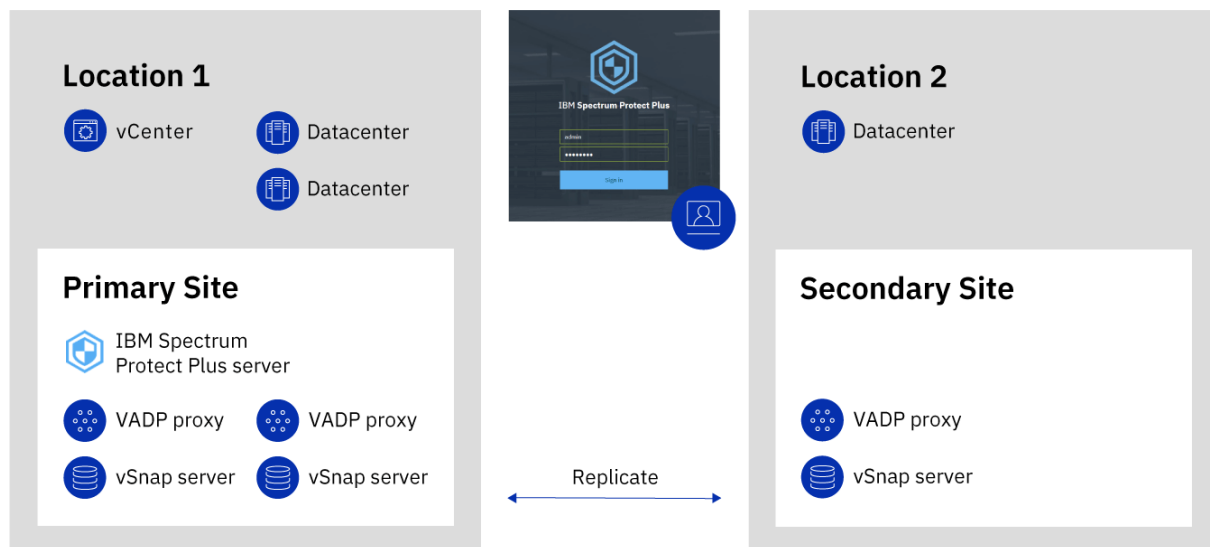 Location 1
vCenter
Datacenter
Datacenter
Primary Site
IBM Spectrum
Protect Plus server
VADP proxy
VADP proxy
vSnap server
vSnap server
IBM Spectrum Protect Plus
admin
••••••••
Sign in
Replicate
Location 2
Datacenter
Secondary Site
VADP proxy
vSnap server